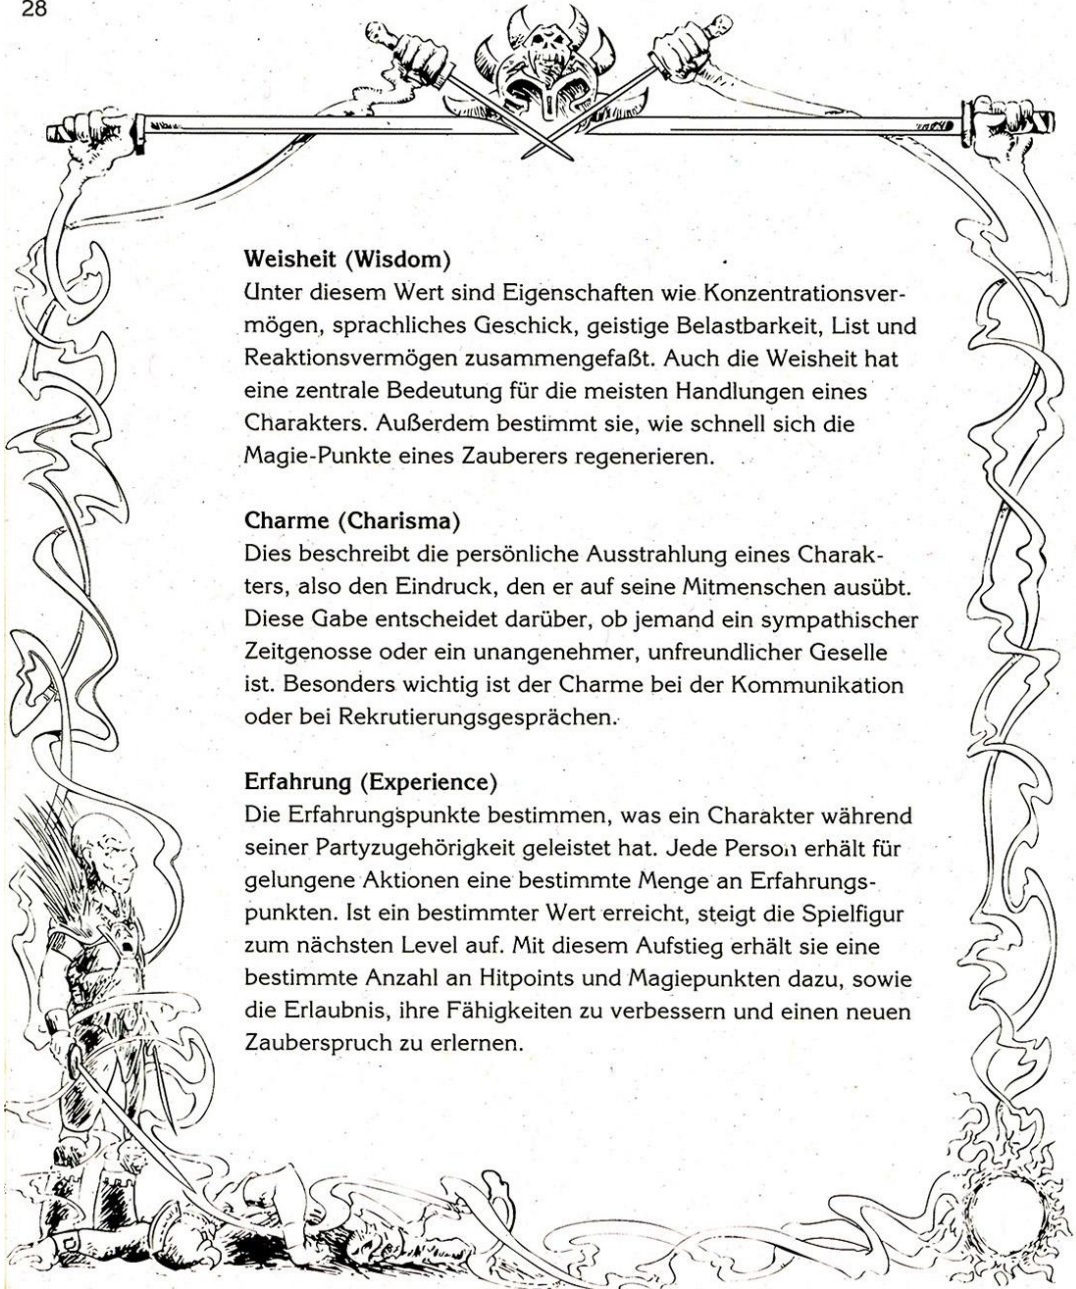 28
Weisheit (Wisdom)
Unter diesem Wert sind Eigenschaften wie Konzentrationsver-
mögen, sprachliches Geschick, geistige Belastbarkeit, List und
Reaktionsvermögen zusammengefaßt. Auch die Weisheit hat
eine zentrale Bedeutung für die meisten Handlungen eines
Charakters. Außerdem bestimmt sie, wie schnell sich die
Magie-Punkte eines Zauberers regenerieren.
Charme (Charisma)
Dies beschreibt die persönliche Ausstrahlung eines Charak-
ters, also den Eindruck, den er auf seine Mitmenschen ausübt.
Diese Gabe entscheidet darüber, ob jemand ein sympathischer
Zeitgenosse oder ein unangenehmer, unfreundlicher Geselle
ist. Besonders wichtig ist der Charme bei der Kommunikation
oder bei Rekrutierungsgesprächen.
Erfahrung (Experience)
Die Erfahrungspunkte bestimmen, was ein Charakter während
seiner Partyzugehörigkeit geleistet hat. Jede Person erhält für
gelungene Aktionen eine bestimmte Menge an Erfahrungs-
punkten. Ist ein bestimmter Wert erreicht, steigt die Spielfigur
zum nächsten Level auf. Mit diesem Aufstieg erhält sie eine
bestimmte Anzahl an Hitpoints und Magiepunkten dazu, sowie
die Erlaubnis, ihre Fähigkeiten zu verbessern und einen neuen
Zauberspruch zu erlernen.